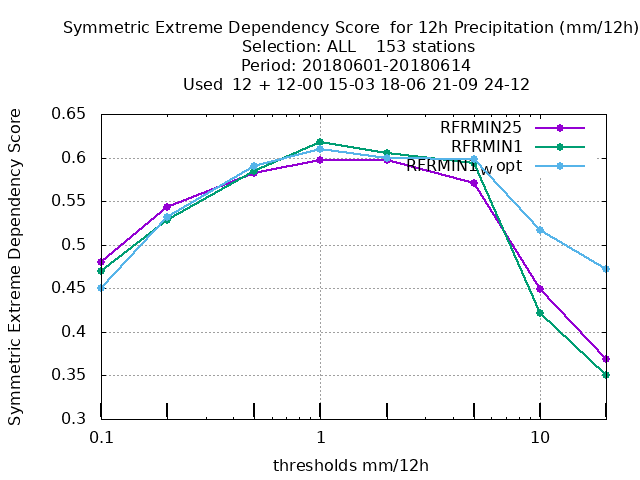 Symmetric Extreme Dependency Score  for 12h Precipitation (mm/12h)
Selection: ALL    153 stations
Period: 20180601-20180614
Used  12 + 12-00 15-03 18-06 21-09 24-12
Symmetric Extreme Dependency Score
0.65
0.6
0.55
0.5
0.45
0.4
0.35
0.3
RFRMIN25
RFRMIN1
RFRMIN1wopt
0.1
1
10
thresholds mm/12h